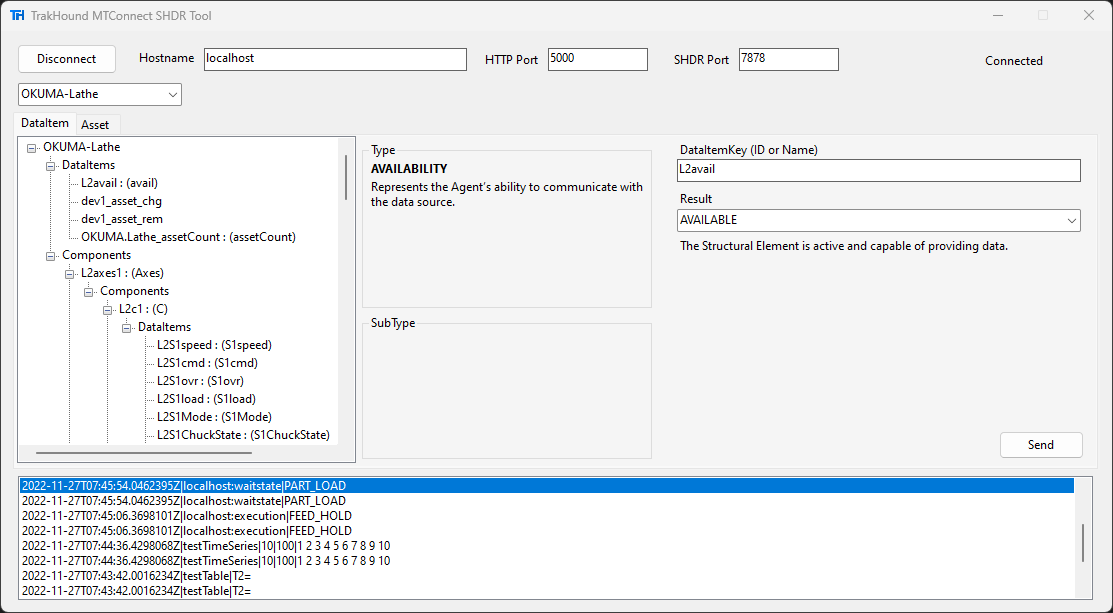 TrakHound MTConnect SHDR Tool
Disconnect
Hostname
localhost
HTTP Port
5000
SHDR Port
7878
Connected
OKUMA-Lathe
DataItem
Asset
OKUMA-Lathe
DataItems
L2avail : (avail)
dev1_asset_chg
dev1_asset_rem
OKUMA.Lathe_assetCount : (assetCount)
Components
L2axes1 : (Axes)
Components
L2c1 : (C)
DataItems
L2S1speed : (S1speed)
L2S1cmd : (S1cmd)
L2S1ovr : (S1ovr)
L2S1load : (S1load)
L2S1Mode : (S1Mode)
L2S1ChuckState : (S1ChuckState)
Type
AVAILABILITY
Represents the Agent's ability to communicate with
the data source.
SubType
DataItemKey (ID or Name)
L2avail
Result
AVAILABLE
The Structural Element is active and capable of providing data.
Send
2022-11-27T07:45:54.0462395Z|localhost:waitstate|PART_LOAD
2022-11-27T07:45:54.0462395Z|localhost:waitstate|PART_LOAD
2022-11-27T07:45:06.3698101Z|localhost:execution|FEED_HOLD
2022-11-27T07:45:06.3698101Z|localhost:execution|FEED_HOLD
2022-11-27T07:44:36.4298068Z|testTimeSeries|10|100|1 2 3 4 5 6 7 8 9 10
2022-11-27T07:44:36.4298068Z|testTimeSeries|10|100|1 2 3 4 5 6 7 8 9 10
2022-11-27T07:43:42.0016234Z|testTable|T2=
2022-11-27T07:43:42.0016234Z|testTable|T2=